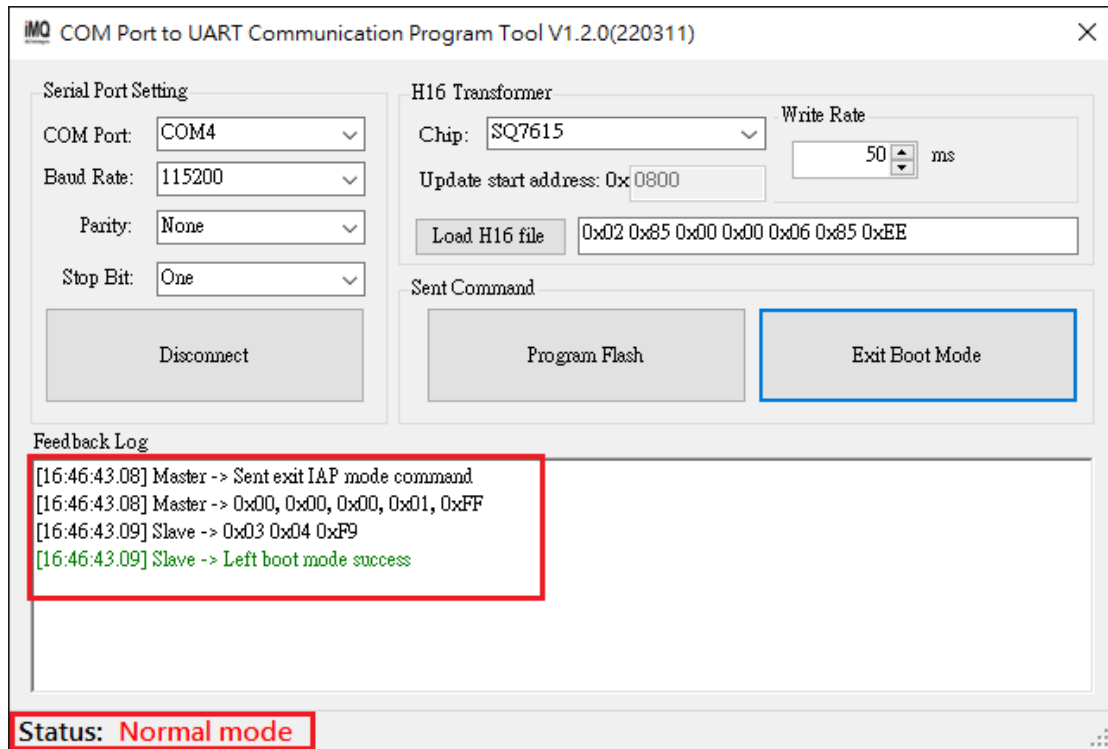 iMQ COM Port to UART Communication Program Tool V1.2.0(220311)
Serial Port Setting
COM Port: COM4
Baud Rate: 115200
Parity: None
Stop Bit: One
Disconnect
H16 Transformer
Chip: SQ7615
Update start address: 0x 0800
Write Rate
50 ms
Load H16 file 0x02 0x85 0x00 0x00 0x06 0x85 0xEE
Sent Command
Program Flash Exit Boot Mode
Feedback Log
[16:46:43.08] Master -> Sent exit IAP mode command
[16:46:43.08] Master -> 0x00, 0x00, 0x00, 0x01, 0xFF
[16:46:43.09] Slave -> 0x03 0x04 0xF9
[16:46:43.09] Slave -> Left boot mode success
Status: Normal mode